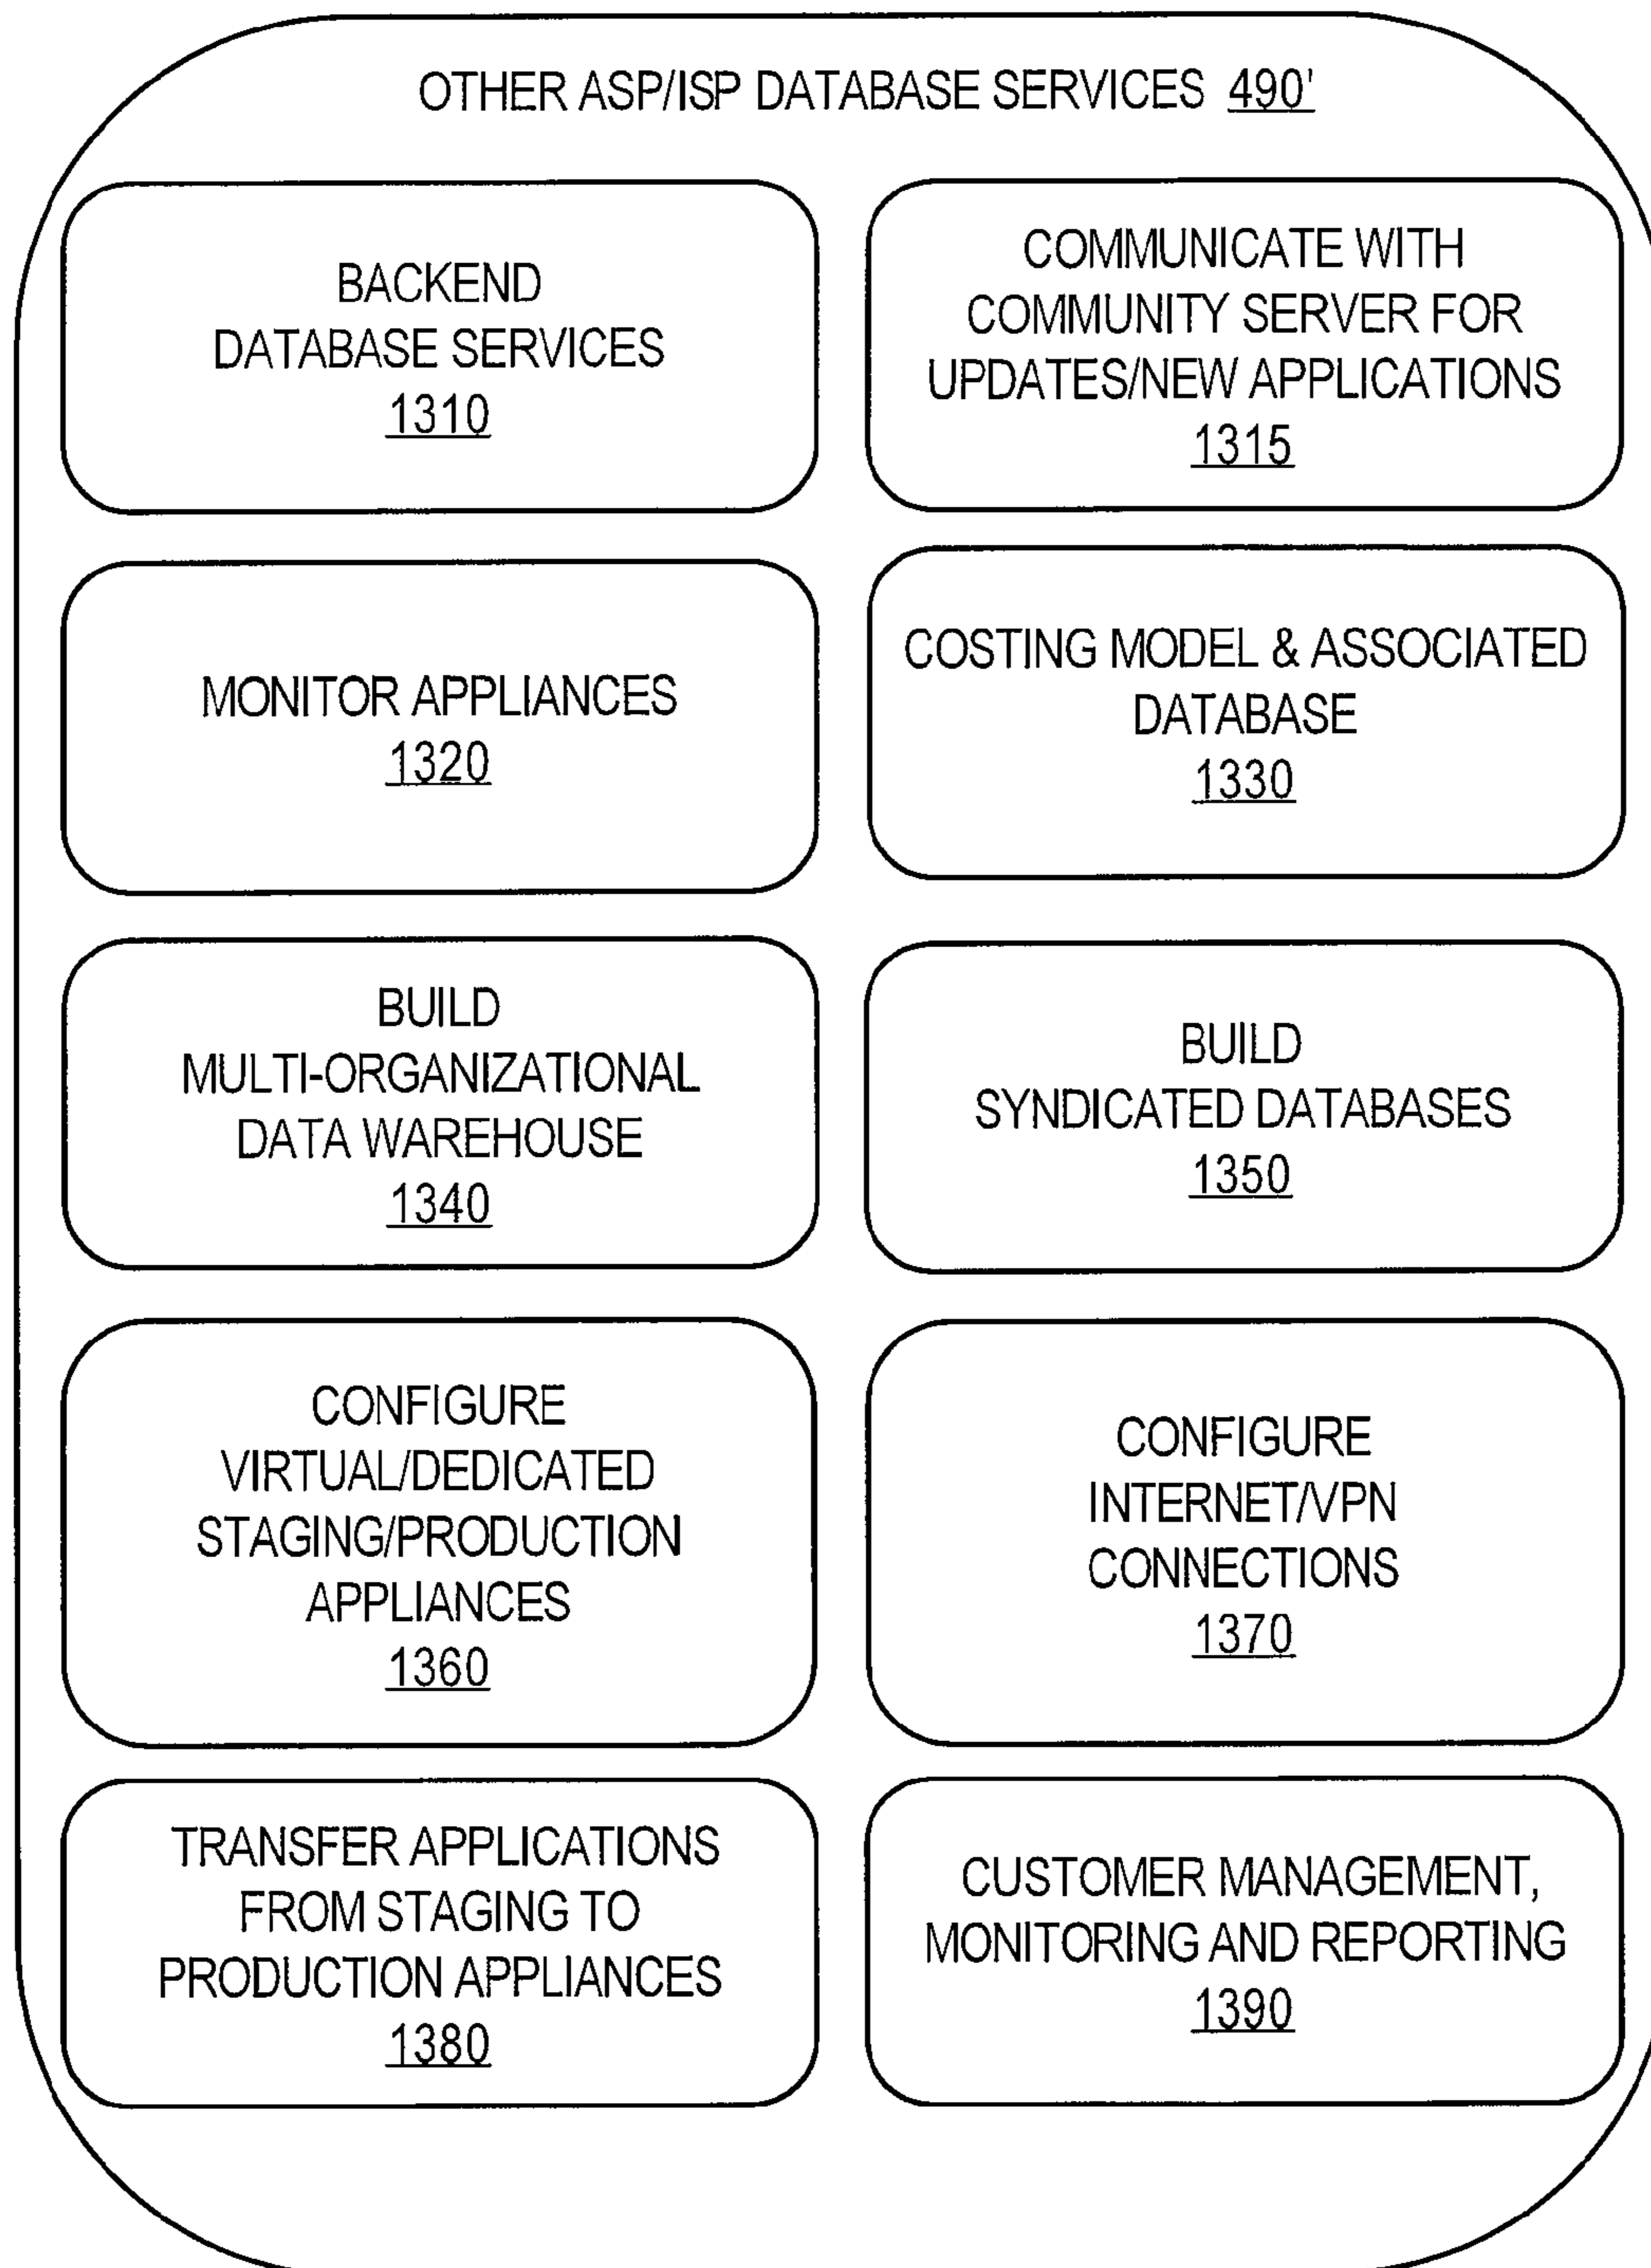 OTHER ASP/ISP DATABASE SERVICES 490'
BACKEND
DATABASE SERVICES
1310
COMMUNICATE WITH
COMMUNITY SERVER FOR
UPDATES/NEW APPLICATIONS
1315
MONITOR APPLIANCES
1320
COSTING MODEL & ASSOCIATED
DATABASE
1330
BUILD
MULTI-ORGANIZATIONAL
DATA WAREHOUSE
1340
BUILD
SYNDICATED DATABASES
1350
CONFIGURE
VIRTUAL/DEDICATED
STAGING/PRODUCTION
APPLIANCES
1360
CONFIGURE
INTERNET/VPN
CONNECTIONS
1370
TRANSFER APPLICATIONS
FROM STAGING TO
PRODUCTION APPLIANCES
1380
CUSTOMER MANAGEMENT,
MONITORING AND REPORTING
1390